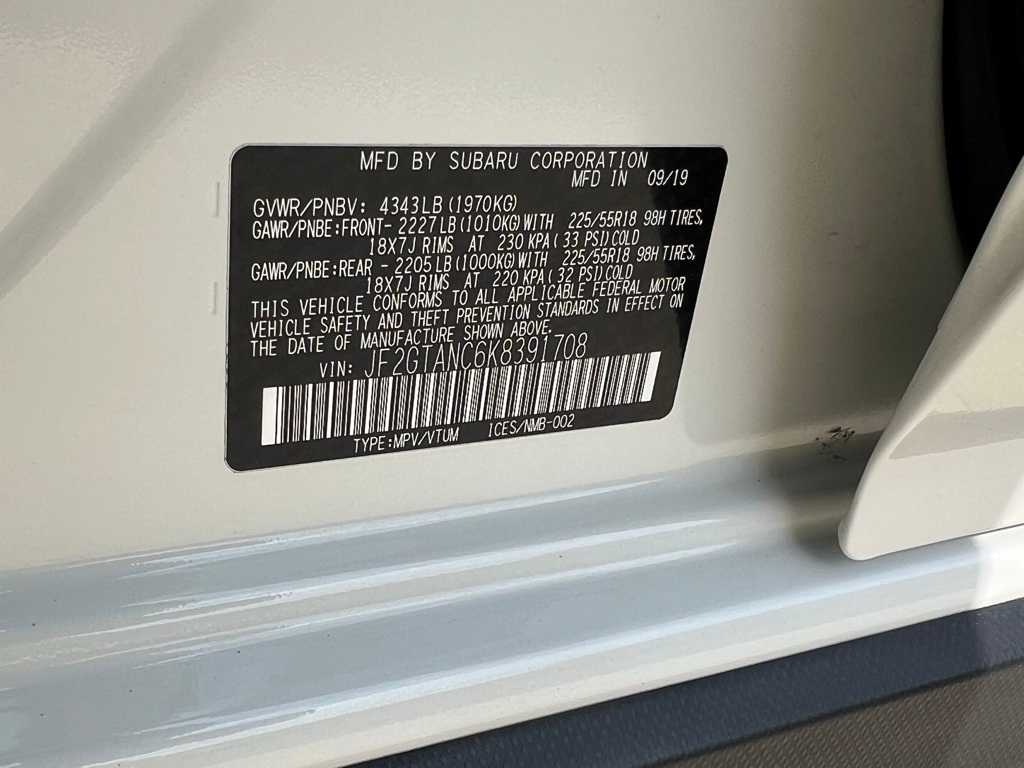 MFD BY SUBARU CORPORATION
MFD IN 09/19
GVWR/PNBV: 4343LB (1970KG)
GAWR/PNBE:FRONT- 2227LB (1010KG) WITH 225/55R18 98H TIRES,
18X7J RIMS AT 230 KPA ( 33 PSI) COLD
GAWR/PNBE:REAR - 2205LB (1000KG) WITH 225/55R18 98H TIRES,
18X7J RIMS AT 220 KPA ( 32 PSI) COLD
THIS VEHICLE CONFORMS TO ALL APPLICABLE FEDERAL MOTOR
VEHICLE SAFETY AND THEFT PREVENTION STANDARDS IN EFFECT ON
THE DATE OF MANUFACTURE SHOWN ABOVE.
VIN: JF2GTANC6K8391708
TYPE:MPV/VTUM ICES/NMB-002